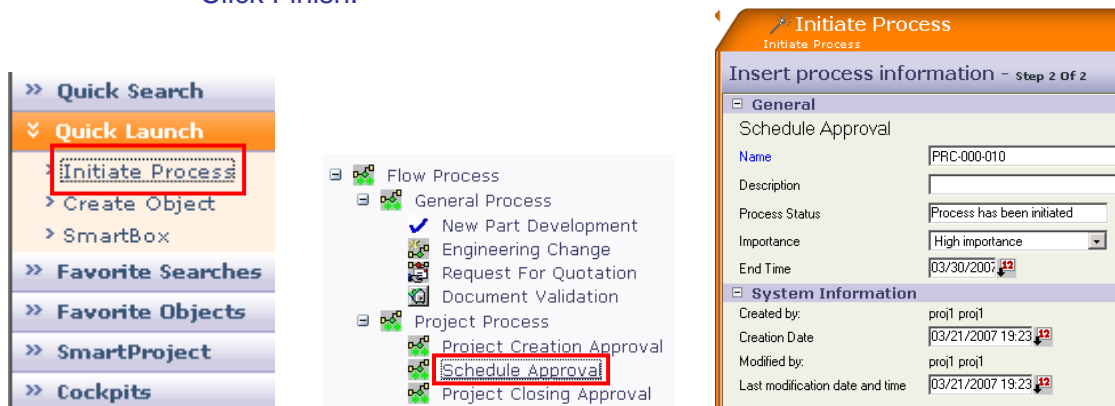 Click Finish.
» Quick Search
Quick Launch
Initiate Process
Create Object
SmartBox
» Favorite Searches
» Favorite Objects
» SmartProject
» Cockpits
Flow Process
General Process
New Part Development
Engineering Change
Request For Quotation
Document Validation
Project Process
Project Creation Approval
Schedule Approval
Project Closing Approval
Initiate Process
Initiate Process
Insert process information - Step 2 Of 2
General
Schedule Approval
Name PRC-000-010
Description
Process Status Process has been initiated
Importance High importance
End Time 03/30/2007 12
System Information
Created by: proj1 proj1
Creation Date 03/21/2007 19:23 12
Modified by: proj1 proj1
Last modification date and time 03/21/2007 19:23 12